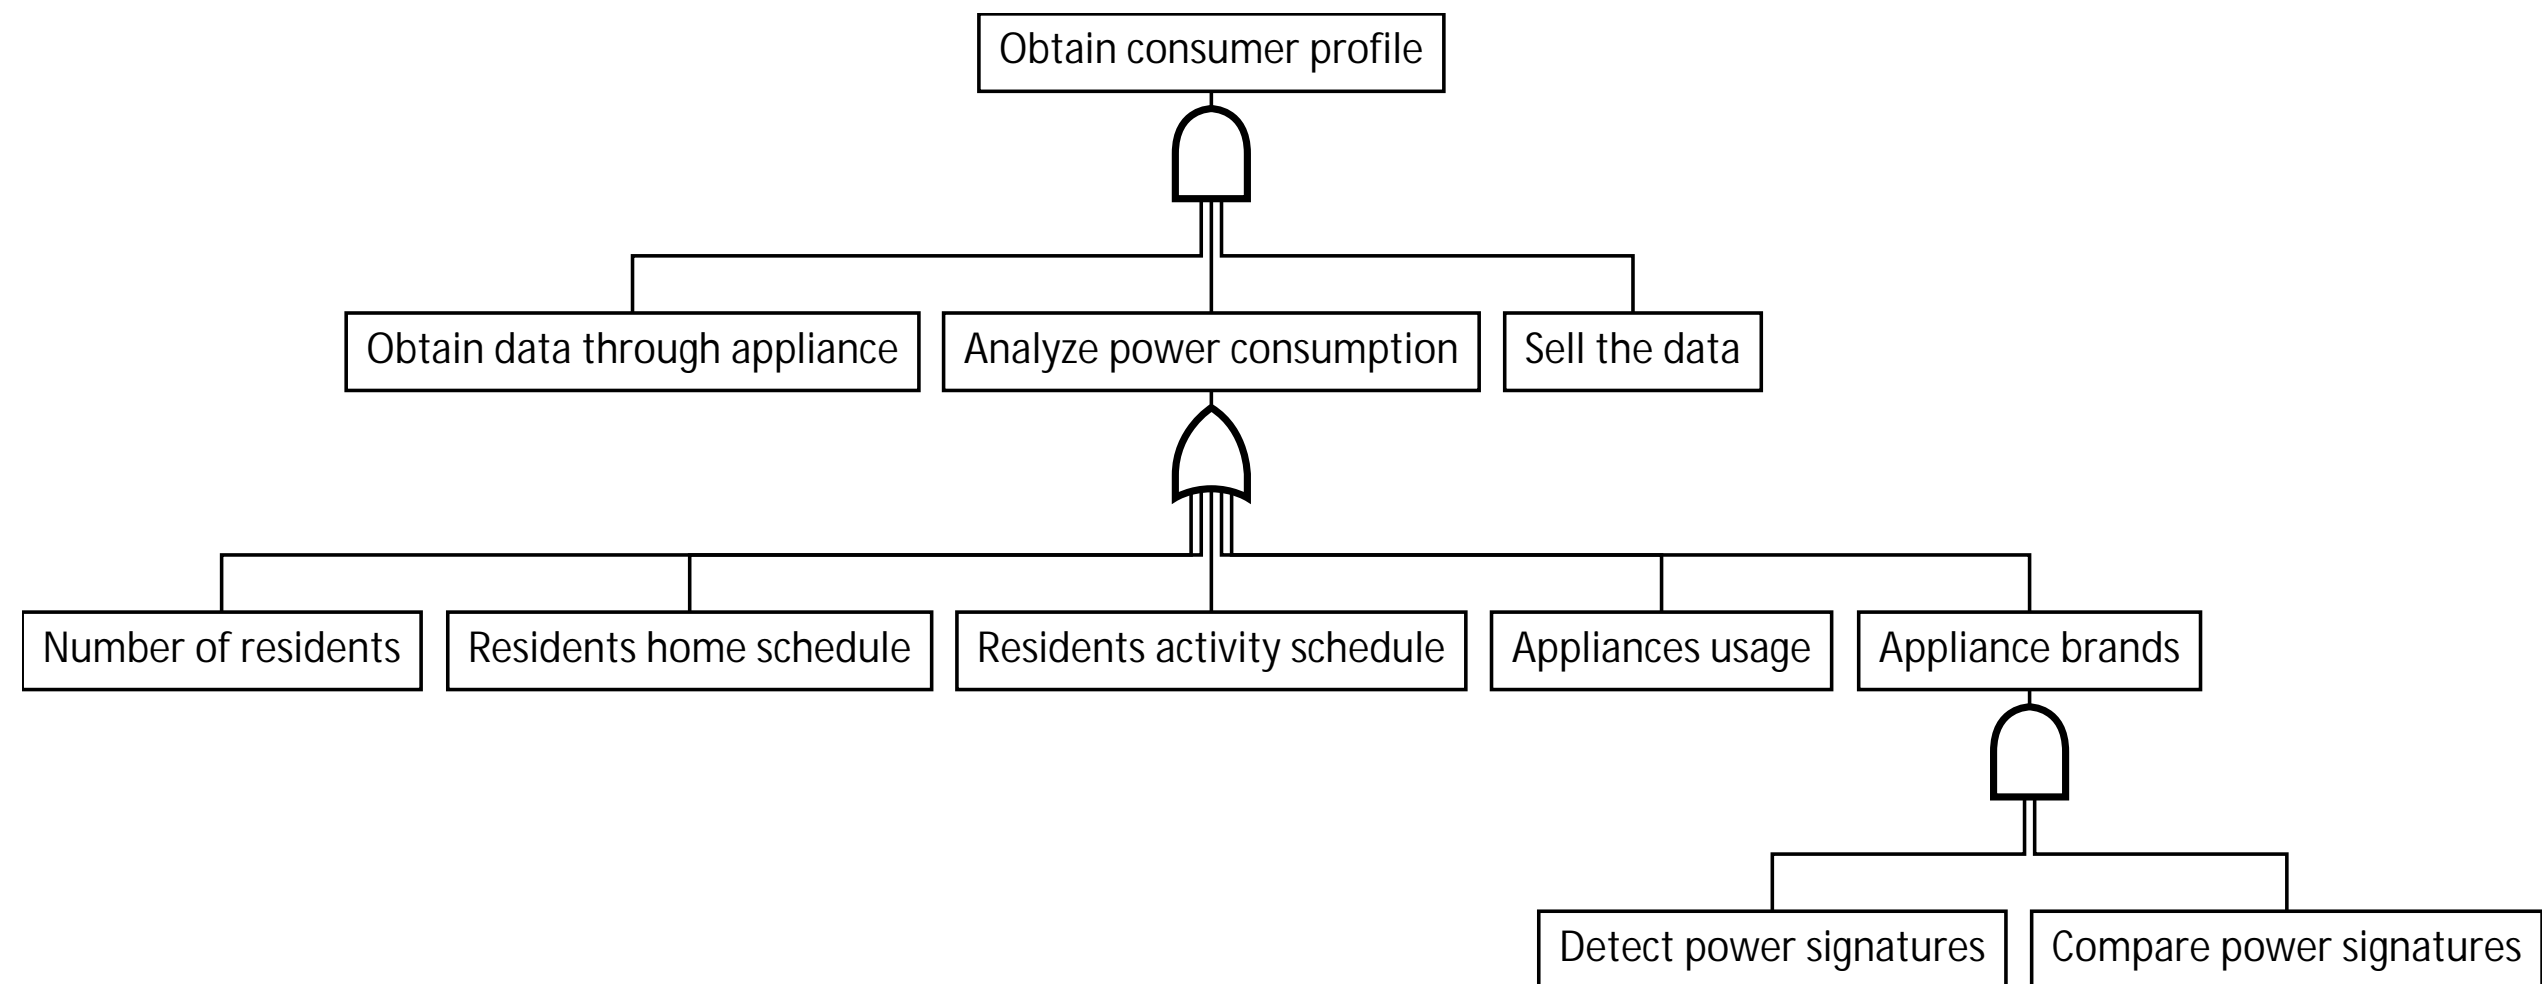 Obtain consumer profile
Obtain data through appliance
Analyze power consumption
Sell the data
Number of residents
Residents home schedule
Residents activity schedule
Appliances usage
Appliance brands
Detect power signatures
Compare power signatures